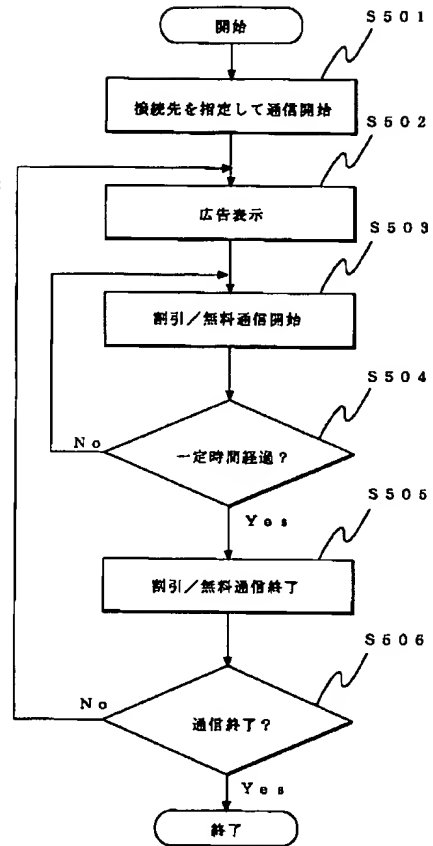 開始
S501
接続先を指定して通信開始
S502
広告表示
S503
割引／無料通信開始
S504
一定時間経過？
No
Yes
S505
割引／無料通信終了
S506
通信終了？
No
Yes
終了